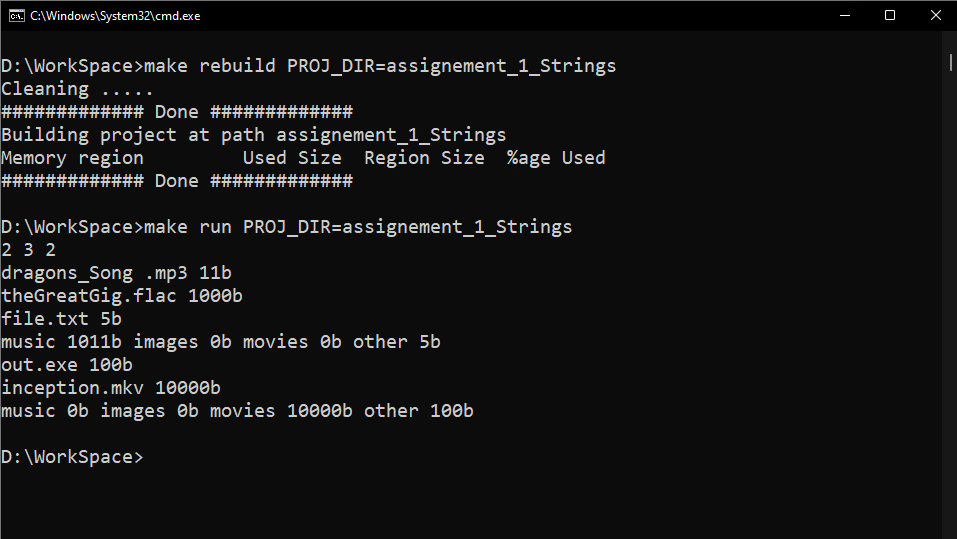 C:\Windows\System32\cmd.exe
D:\WorkSpace>make rebuild PROJ_DIR=assignement_1_Strings
Cleaning .....
############# Done #############
Building project at path assignement_1_Strings
Memory region         Used Size  Region Size  %age Used
############# Done #############
D:\WorkSpace>make run PROJ_DIR=assignement_1_Strings
2 3 2
dragons_Song .mp3 11b
theGreatGig.flac 1000b
file.txt 5b
music 1011b images 0b movies 0b other 5b
out.exe 100b
inception.mkv 10000b
music 0b images 0b movies 10000b other 100b
D:\WorkSpace>